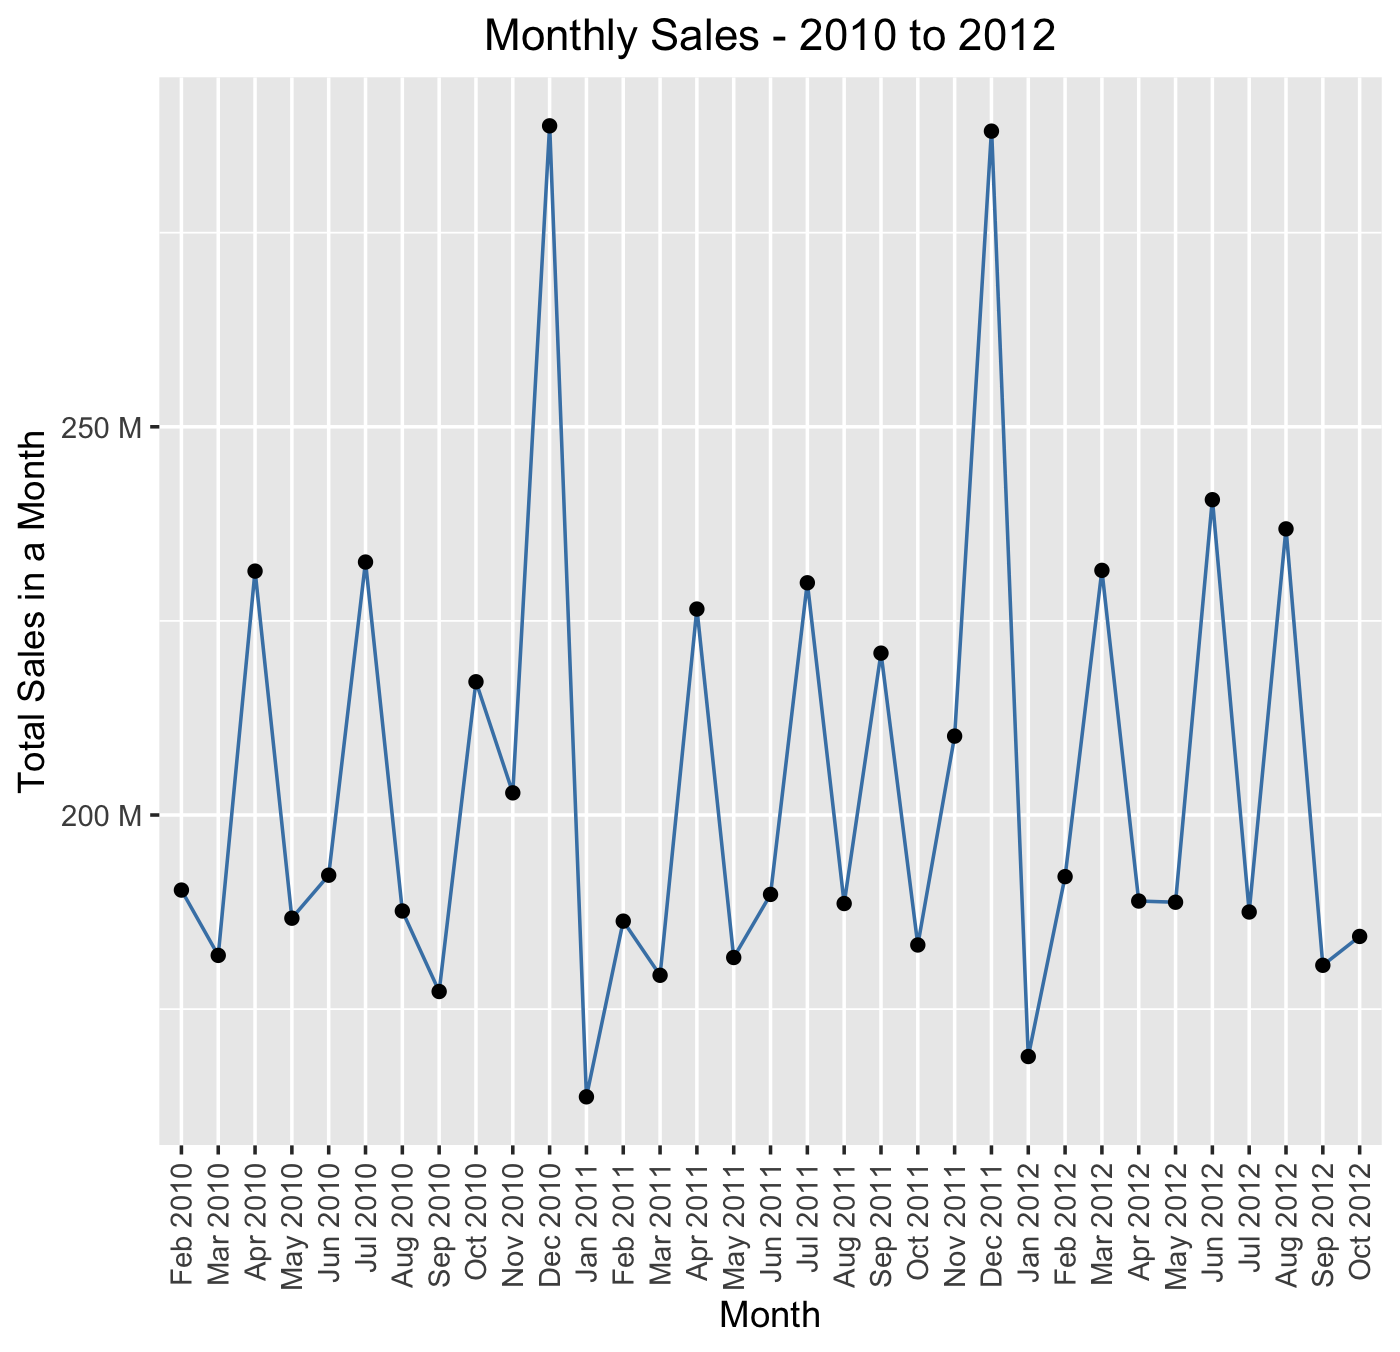 Monthly Sales - 2010 to 2012
Total Sales in a Month
250 M
200 M
Feb 2010
Mar 2010
Apr 2010
May 2010
Jun 2010
Jul 2010
Aug 2010
Sep 2010
Oct 2010
Nov 2010
Dec 2010
Jan 2011
Feb 2011
Mar 2011
Apr 2011
May 2011
Jun 2011
Jul 2011
Aug 2011
Sep 2011
Oct 2011
Nov 2011
Dec 2011
Jan 2012
Feb 2012
Mar 2012
Apr 2012
May 2012
Jun 2012
Jul 2012
Aug 2012
Sep 2012
Oct 2012
Month